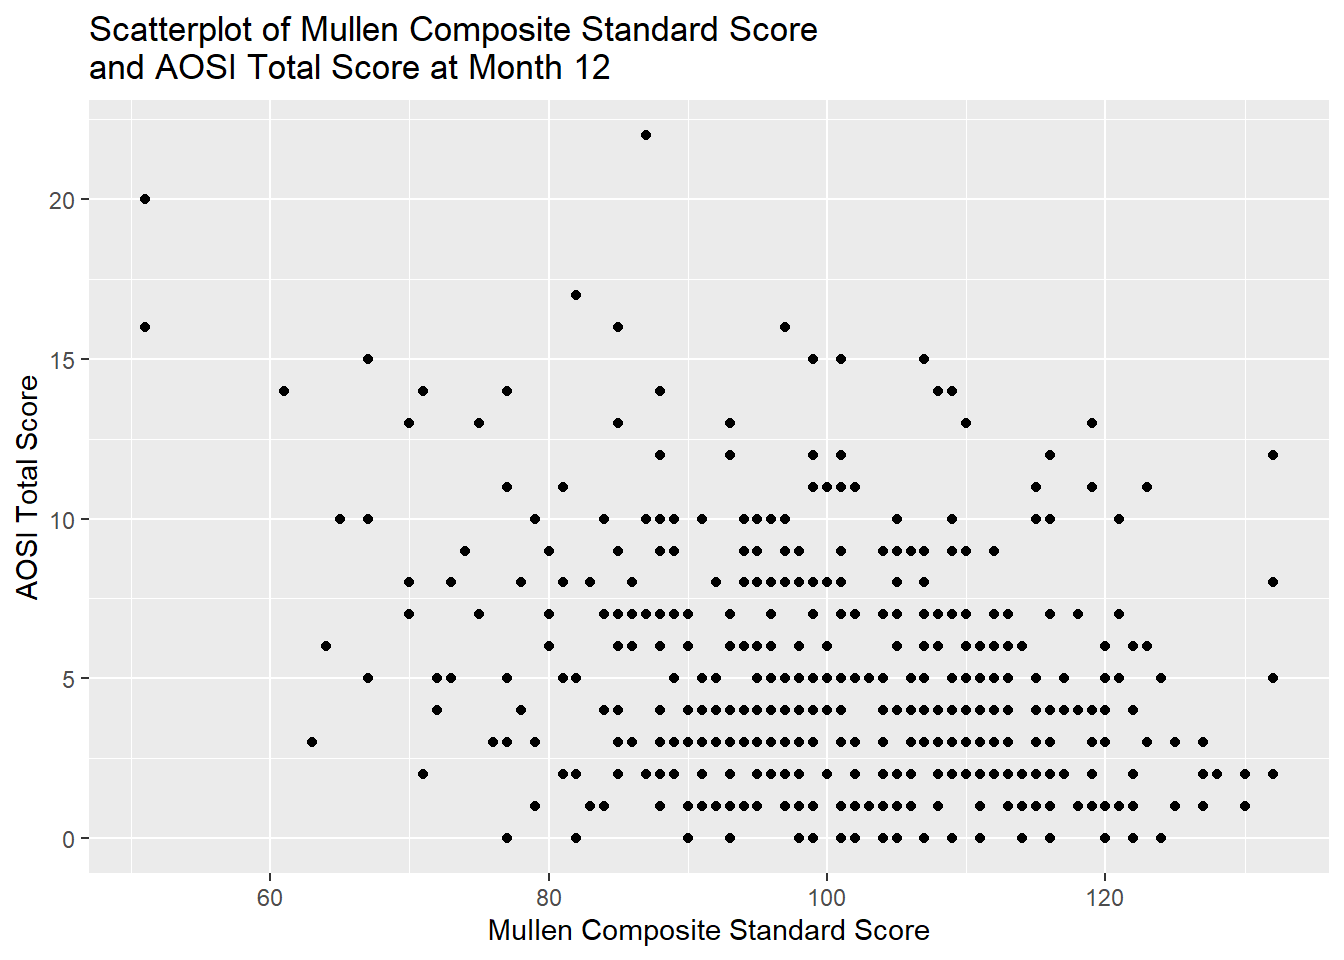 Scatterplot of Mullen Composite Standard Score
and AOSI Total Score at Month 12
20
15
10
5
0
AOSI Total Score
60 80 100 120
Mullen Composite Standard Score